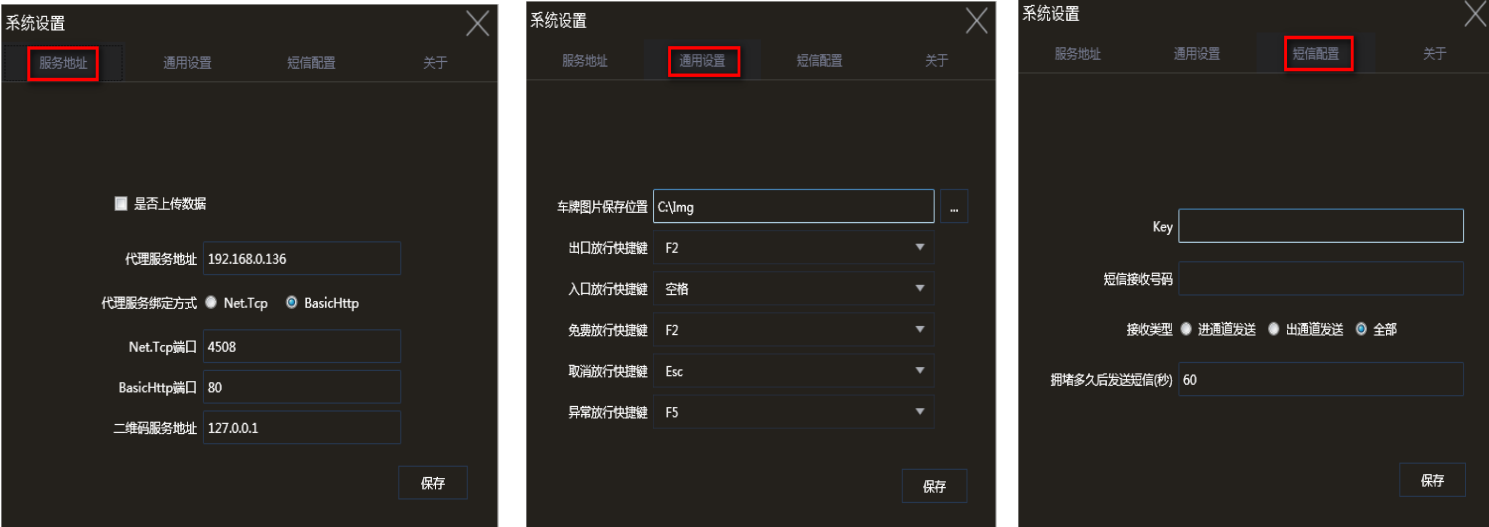 系统设置
服务地址 通用设置 短信配置 关于
是否上传数据
代理服务地址 192.168.0.136
代理服务绑定方式 Net.Tcp BasicHttp
Net.Tcp端口 4508
BasicHttp端口 80
二维码服务地址 127.0.0.1
保存
系统设置
服务地址 通用设置 短信配置 关于
车牌图片保存位置 C:\Img ...
出口放行快捷键 F2
入口放行快捷键 空格
免费放行快捷键 F2
取消放行快捷键 Esc
异常放行快捷键 F5
保存
系统设置
服务地址 通用设置 短信配置 关于
Key
短信接收号码
接收类型 进通道发送 出通道发送 全部
拥堵多久后发送短信(秒) 60
保存